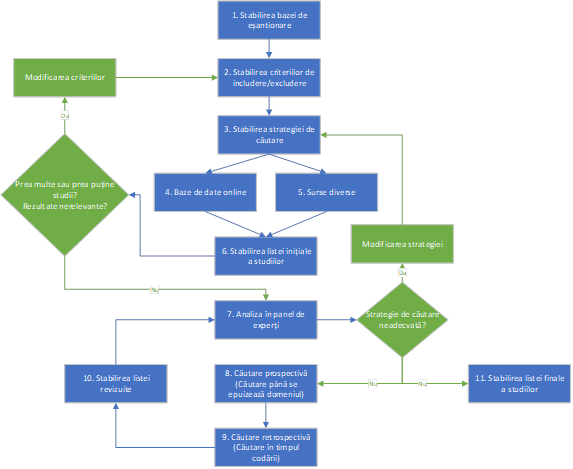 1. Stabilirea bazei de
eșantionare
Modificarea criteriilor
2. Stabilirea criteriilor de
includere/excludere
Da
3. Stabilirea strategiei de
căutare
Prea multe sau prea puține
studii?
Rezultate nerelevante?
4. Baze de date online
5. Surse diverse
6. Stabilirea listei inițiale
a studiilor
Modificarea strategiei
Da
Nu
7. Analiza în panel de
experți
Strategie de căutare
neadecvată?
10. Stabilirea listei
revizuite
8. Căutare prospectivă
(Căutare până se
epuizează domeniul)
Nu
Nu
11. Stabilirea listei finale
a studiilor
9. Căutare retrospectivă
(Căutare în timpul
codării)